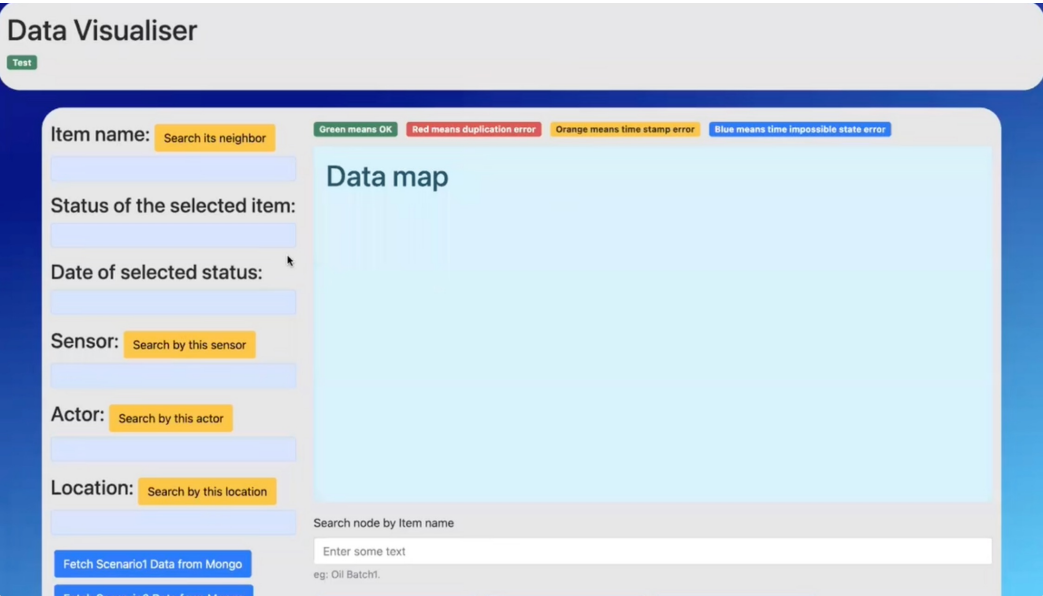 Data Visualiser
Test
Item name: Search its neighbor
Status of the selected item:
Date of selected status:
Sensor: Search by this sensor
Actor: Search by this actor
Location: Search by this location
Fetch Scenario1 Data from Mongo
Green means OK Red means duplication error Orange means time stamp error Blue means time impossible state error
Data map
Search node by Item name
Enter some text
eg: Oil Batch1.